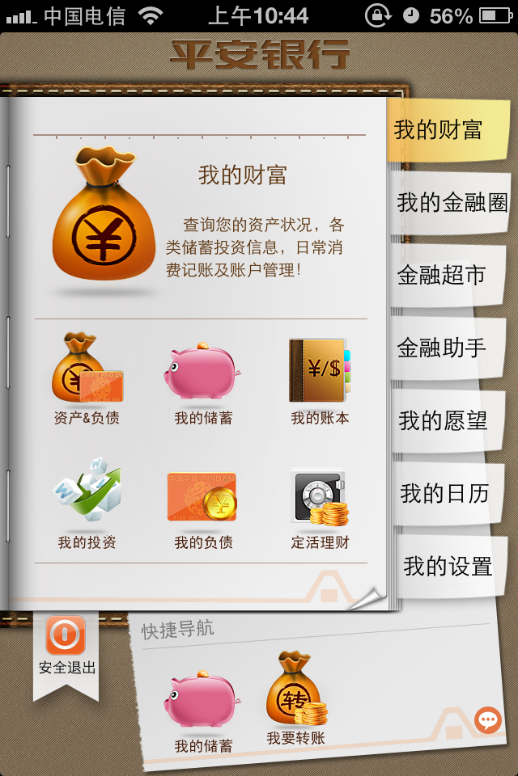 中国电信 上午10:44 56%
平安银行
我的财富
查询您的资产状况，各
类储蓄投资信息，日常消
费记账及账户管理！
资产&负债 我的储蓄 我的账本
¥/$
我的投资 我的负债 定活理财
我的财富
我的金融圈
金融超市
金融助手
我的愿望
我的日历
我的设置
安全退出
快捷导航
转
我的储蓄 我要转账